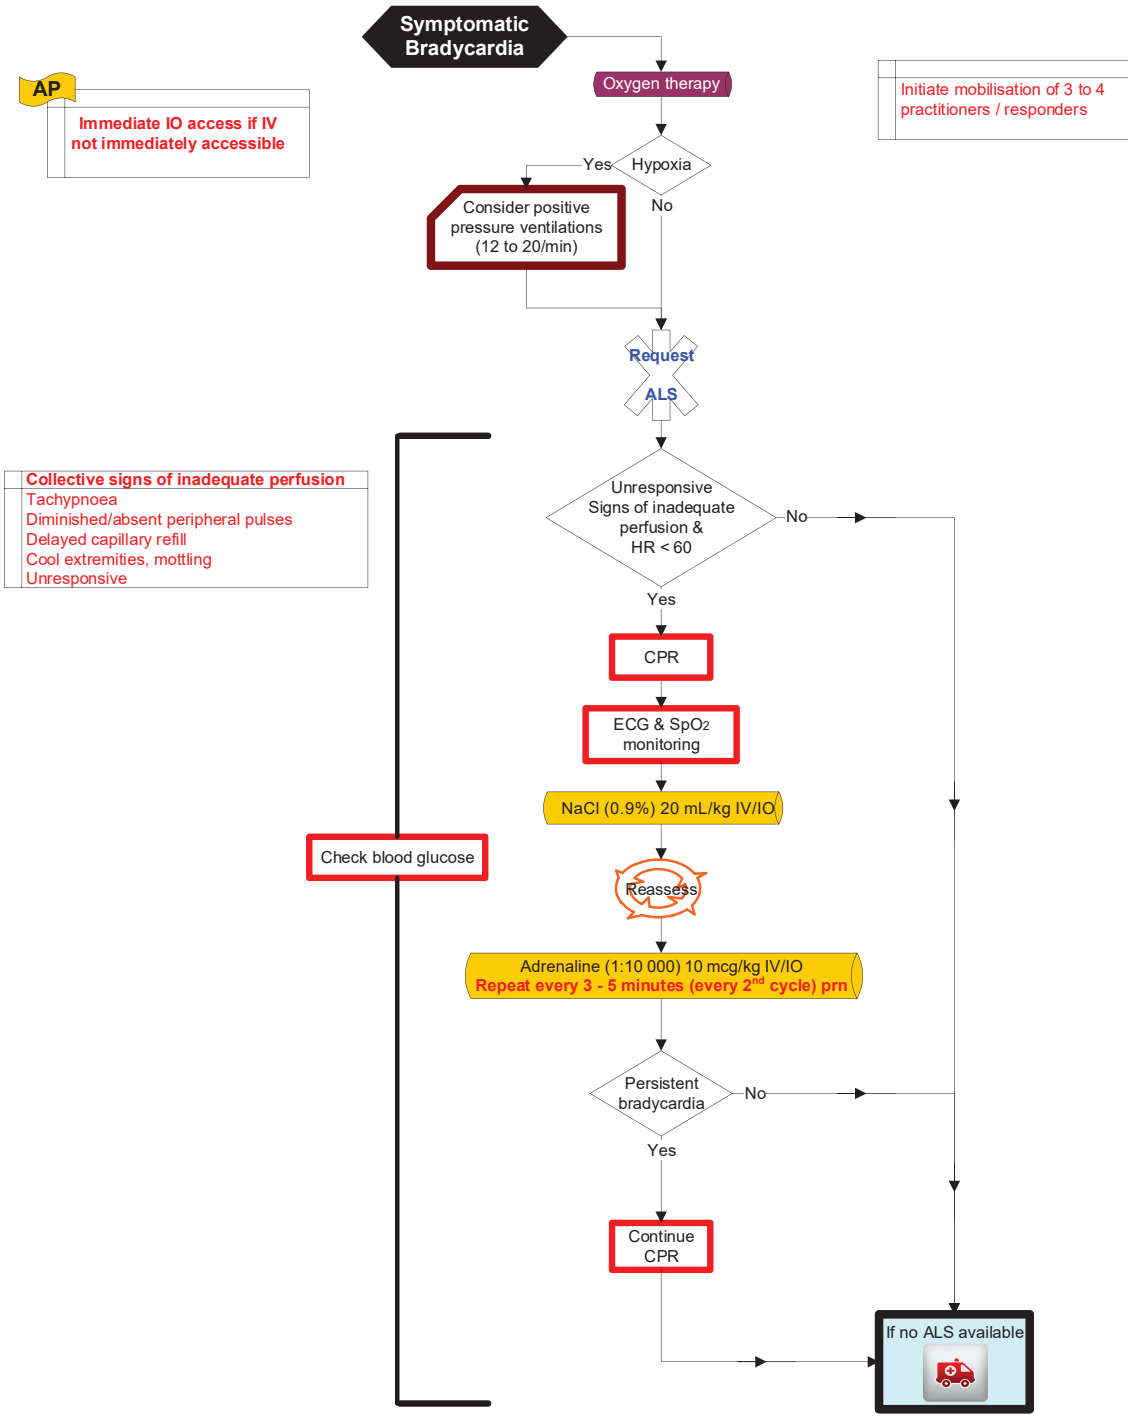 Symptomatic
Bradycardia
Oxygen therapy
AP
Immediate IO access if IV
not immediately accessible
Initiate mobilisation of 3 to 4
practitioners / responders
Yes
Hypoxia
No
Consider positive
pressure ventilations
(12 to 20/min)
Request
ALS
Collective signs of inadequate perfusion
Tachypnoea
Diminished/absent peripheral pulses
Delayed capillary refill
Cool extremities, mottling
Unresponsive
Unresponsive
Signs of inadequate
perfusion &
HR < 60
No
Yes
CPR
ECG & SpO2
monitoring
NaCl (0.9%) 20 mL/kg IV/IO
Check blood glucose
Reassess
Adrenaline (1:10 000) 10 mcg/kg IV/IO
Repeat every 3 - 5 minutes (every 2nd cycle) prn
Persistent
bradycardia
No
Yes
Continue
CPR
If no ALS available